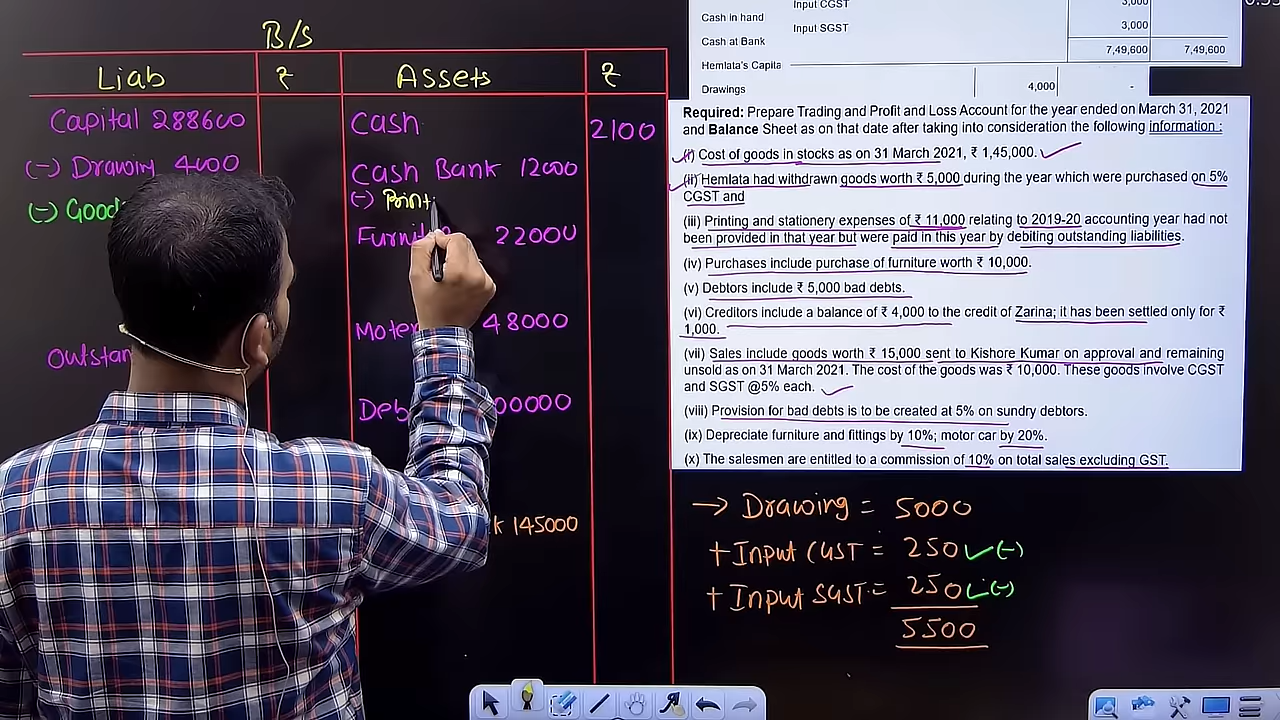 B/S
Liab ₹ Assets ₹
Capital 288600 Cash 2100
(-) Drawing 4000 Cash Bank 12000
(-) Goods (-) Print
22000
48000
145000
Input CGST 3,000
Cash in hand
Input SGST 3,000
Cash at Bank
7,49,600 7,49,600
Hemlata's Capita
Drawings 4,000 -
Required: Prepare Trading and Profit and Loss Account for the year ended on March 31, 2021
and Balance Sheet as on that date after taking into consideration the following information :
(i) Cost of goods in stocks as on 31 March 2021, ₹ 1,45,000.
(ii) Hemlata had withdrawn goods worth ₹ 5,000 during the year which were purchased on 5%
CGST and
(iii) Printing and stationery expenses of ₹ 11,000 relating to 2019-20 accounting year had not
been provided in that year but were paid in this year by debiting outstanding liabilities.
(iv) Purchases include purchase of furniture worth ₹ 10,000.
(v) Debtors include ₹ 5,000 bad debts.
(vi) Creditors include a balance of ₹ 4,000 to the credit of Zarina; it has been settled only for ₹
1,000.
(vii) Sales include goods worth ₹ 15,000 sent to Kishore Kumar on approval and remaining
unsold as on 31 March 2021. The cost of the goods was ₹ 10,000. These goods involve CGST
and SGST @5% each.
(viii) Provision for bad debts is to be created at 5% on sundry debtors.
(ix) Depreciate furniture and fittings by 10%; motor car by 20%.
(x) The salesmen are entitled to a commission of 10% on total sales excluding GST.
→ Drawing = 5000
+ Input CGST = 250 ✓(-)
+ Input SGST = 250 ✓(-)
5500